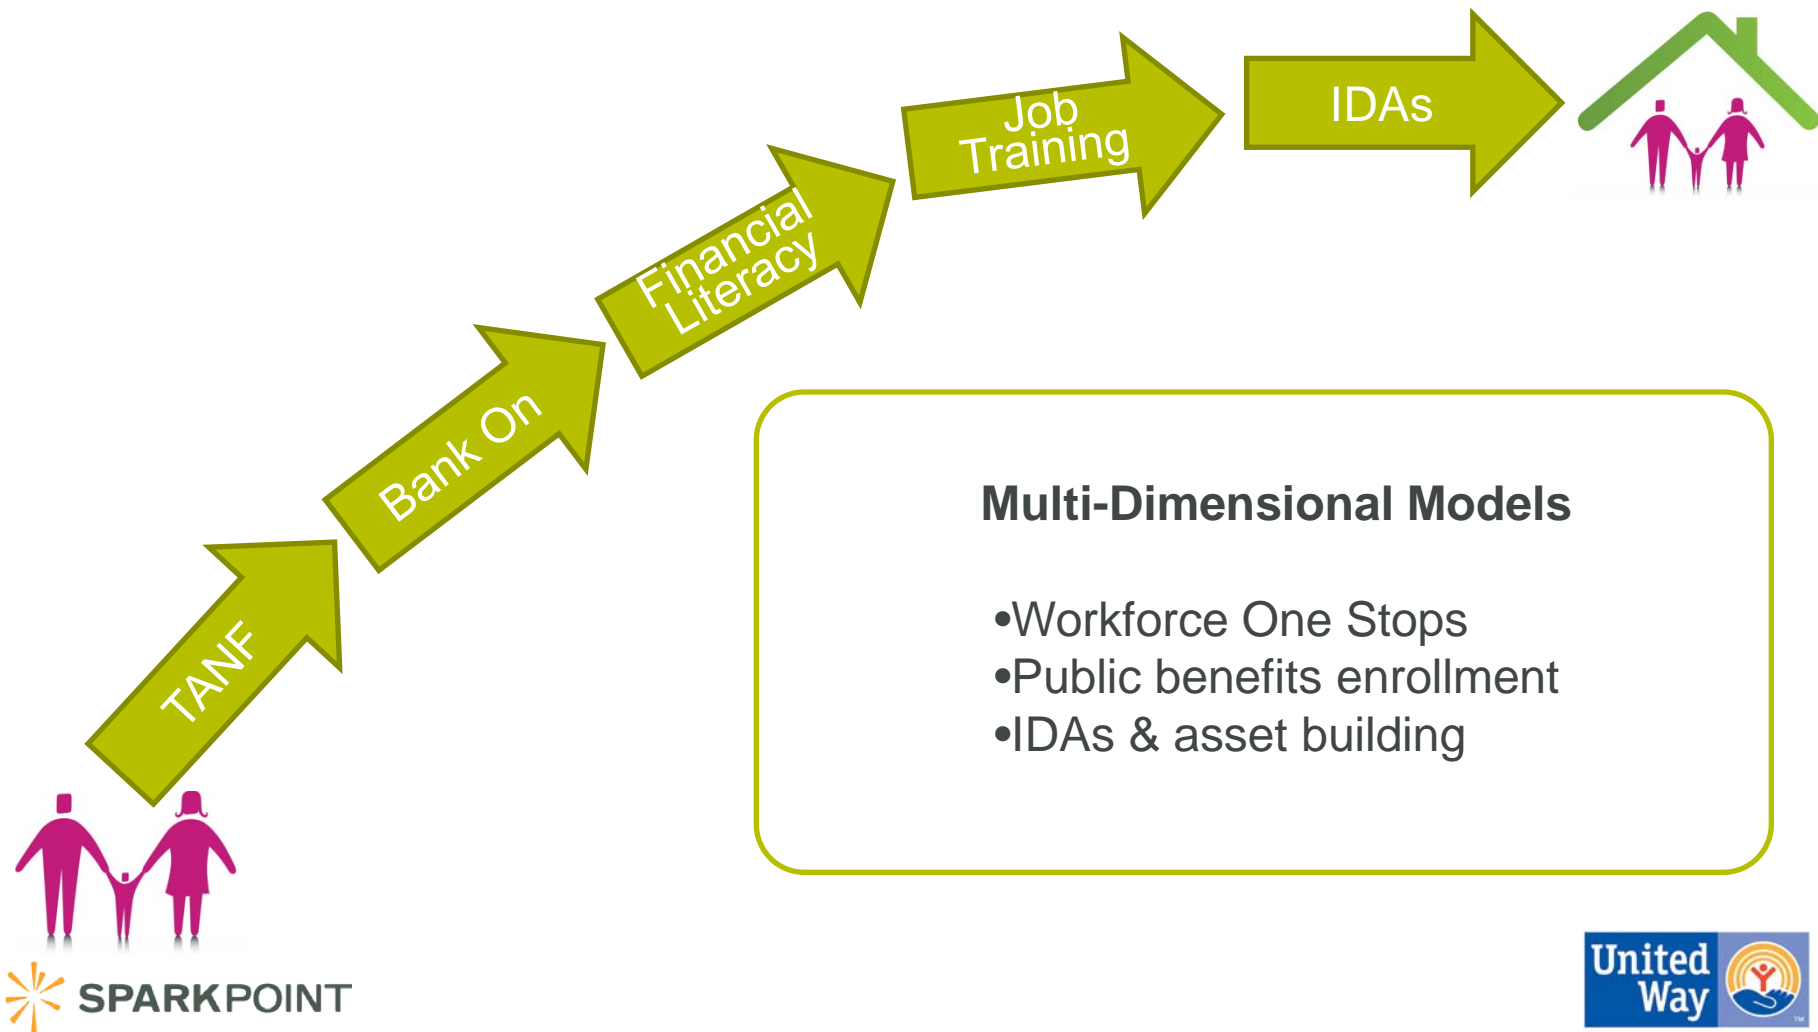 TANF
Bank On
Financial
Literacy
Job
Training
IDAs
Multi-Dimensional Models
•Workforce One Stops
•Public benefits enrollment
•IDAs & asset building
SPARKPOINT
United
Way
TM